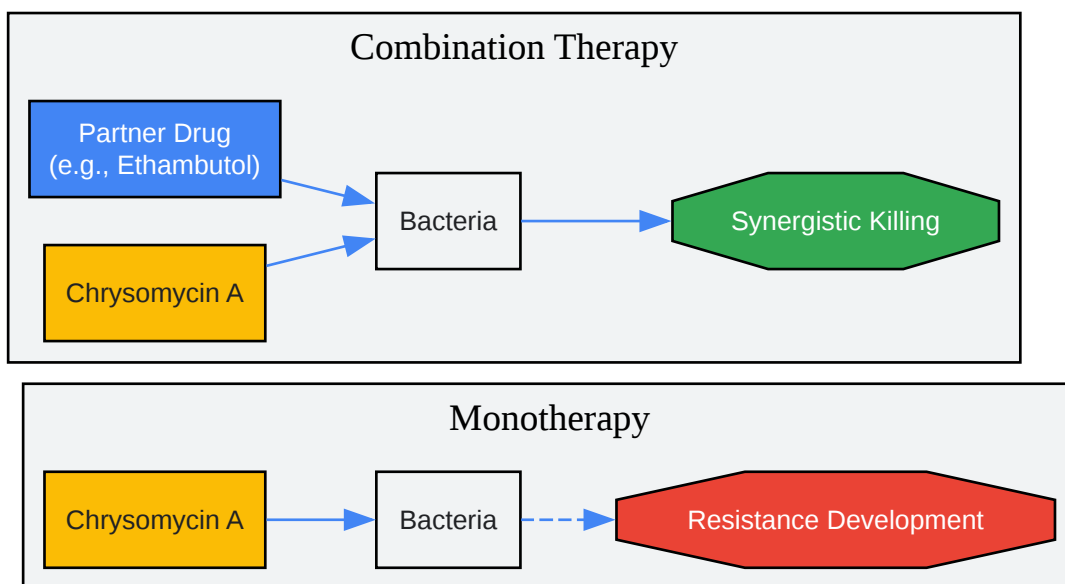 Combination Therapy
Partner Drug
(e.g., Ethambutol)
Chrysomycin A
Bacteria
Synergistic Killing
Monotherapy
Chrysomycin A
Bacteria
Resistance Development